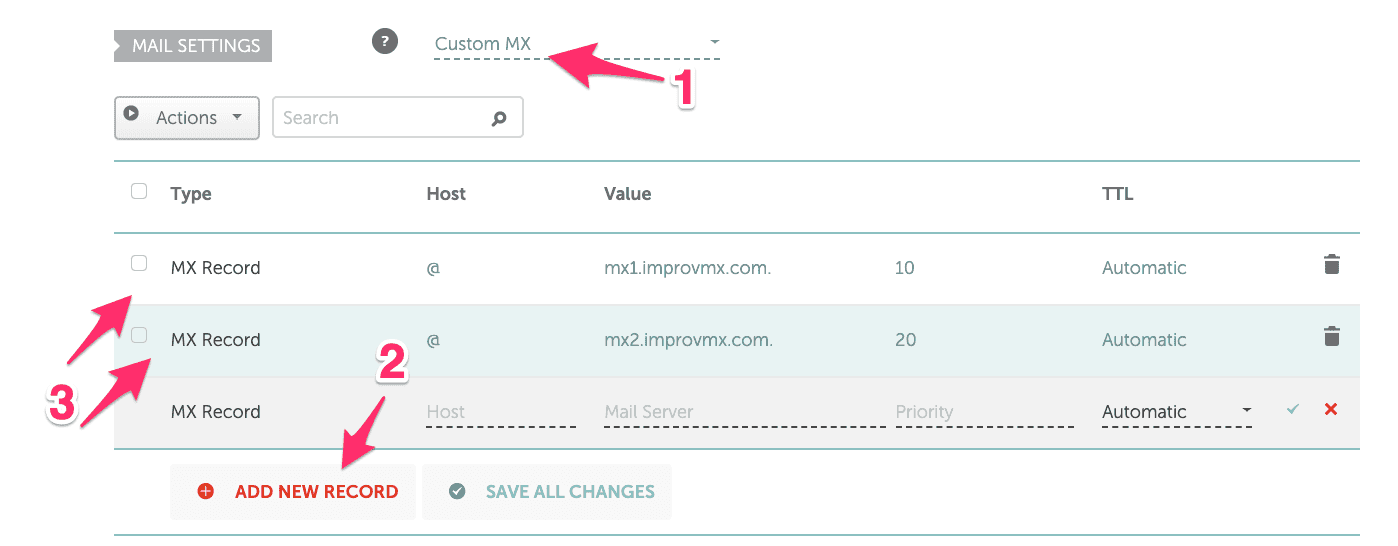 MAIL SETTINGS ? Custom MX
1
Actions Search
Type Host Value TTL
MX Record @ mx1.improvmx.com. 10 Automatic
MX Record @ mx2.improvmx.com. 20 Automatic
2
3
MX Record Host Mail Server Priority Automatic
ADD NEW RECORD SAVE ALL CHANGES